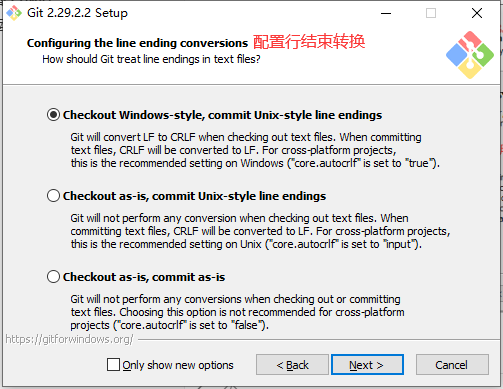 Git 2.29.2.2 Setup
Configuring the line ending conversions 配置行结束转换
How should Git treat line endings in text files?
Checkout Windows-style, commit Unix-style line endings
Git will convert LF to CRLF when checking out text files. When committing
text files, CRLF will be converted to LF. For cross-platform projects,
this is the recommended setting on Windows ("core.autocrlf" is set to "true").
Checkout as-is, commit Unix-style line endings
Git will not perform any conversion when checking out text files. When
committing text files, CRLF will be converted to LF. For cross-platform projects,
this is the recommended setting on Unix ("core.autocrlf" is set to "input").
Checkout as-is, commit as-is
Git will not perform any conversions when checking out or committing
text files. Choosing this option is not recommended for cross-platform
projects ("core.autocrlf" is set to "false").
https://gitforwindows.org/
Only show new options
< Back
Next >
Cancel